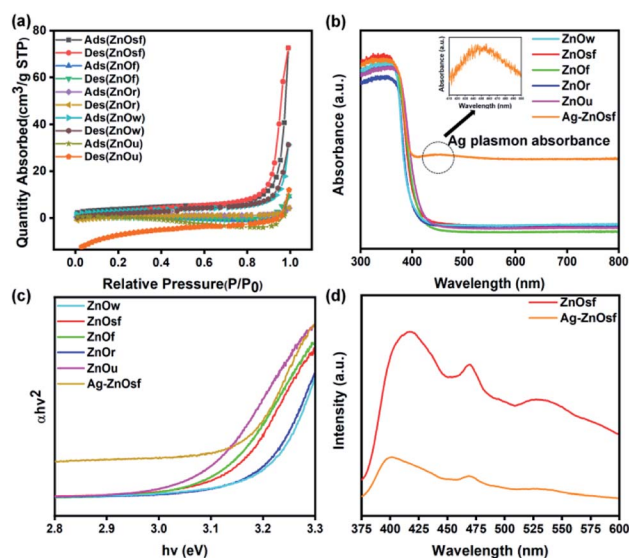 (a)
Ads(ZnOsf)
Des(ZnOsf)
Ads(ZnOf)
Des(ZnOf)
Ads(ZnOr)
Des(ZnOr)
Ads(ZnOw)
Des(ZnOw)
Ads(ZnOu)
Des(ZnOu)
Quantity Absorbed(cm³/g STP)
80
60
40
20
0
0.0 0.2 0.4 0.6 0.8 1.0
Relative Pressure(P/P0)
(b)
ZnOw
ZnOsf
ZnOf
ZnOr
ZnOu
Ag-ZnOsf
Absorbance (a.u.)
Wavelength (nm)
Ag plasmon absorbance
Absorbance (a.u.)
300 400 500 600 700 800
Wavelength (nm)
(c)
ZnOw
ZnOsf
ZnOf
ZnOr
ZnOu
Ag-ZnOsf
αhv²
2.8 2.9 3.0 3.1 3.2 3.3
hv (eV)
(d)
ZnOsf
Ag-ZnOsf
Intensity (a.u.)
375 400 425 450 475 500 525 550 575 600
Wavelength (nm)